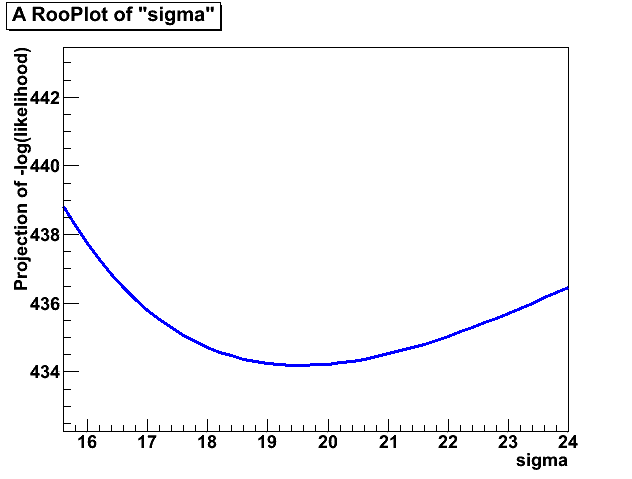 A RooPlot of "sigma"
Projection of -log(likelihood)
442
440
438
436
434
16 17 18 19 20 21 22 23 24
sigma